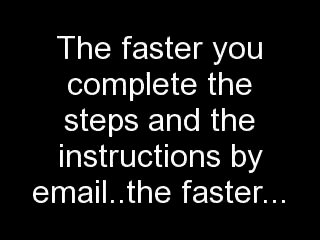 The faster you
complete the
steps and the
instructions by
email..the faster...